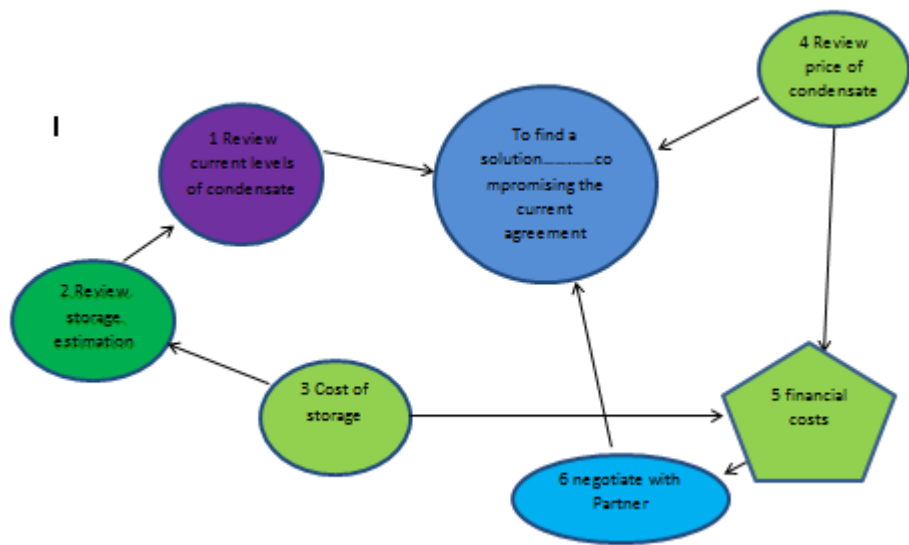 I
4 Review
price of
condensate
To find a
solution.............co
mpromising the
current
agreement
1 Review
current levels
of condensate
2.Review.
storage.
estimation
3 Cost of
storage
5 financial
costs
6 negotiate with
Partner